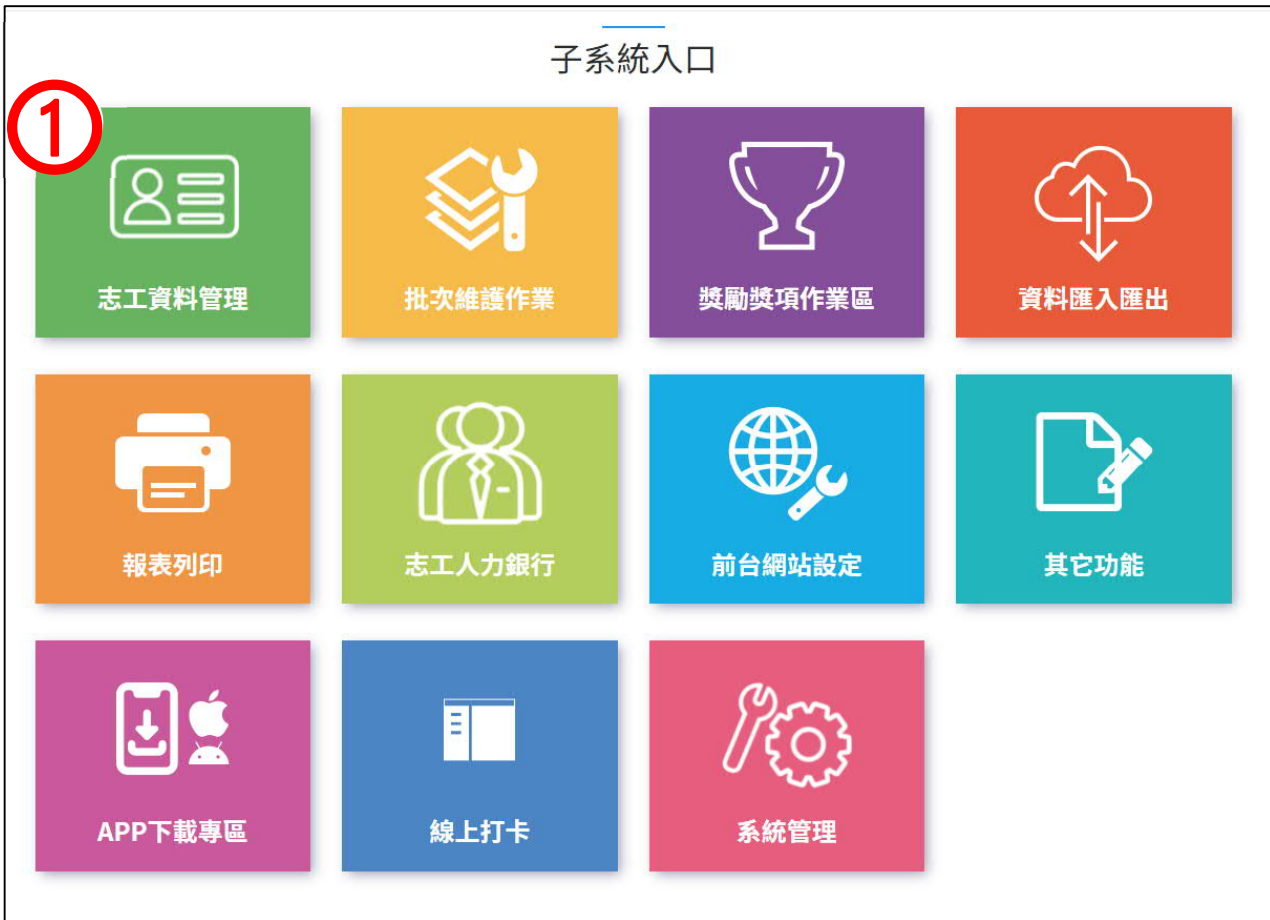 子系統入口
1
志工資料管理
批次維護作業
獎勵獎項作業區
資料匯入匯出
報表列印
志工人力銀行
前台網站設定
其它功能
APP下載專區
線上打卡
系統管理